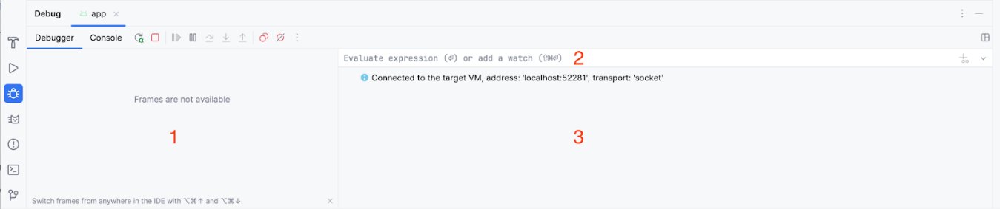 Debug app
Debugger Console
Evaluate expression (⏎) or add a watch (⇧⌘⏎) 2
Connected to the target VM, address: 'localhost:52281', transport: 'socket'
Frames are not available
1 3
Switch frames from anywhere in the IDE with ⌥⌘↑ and ⌥⌘↓